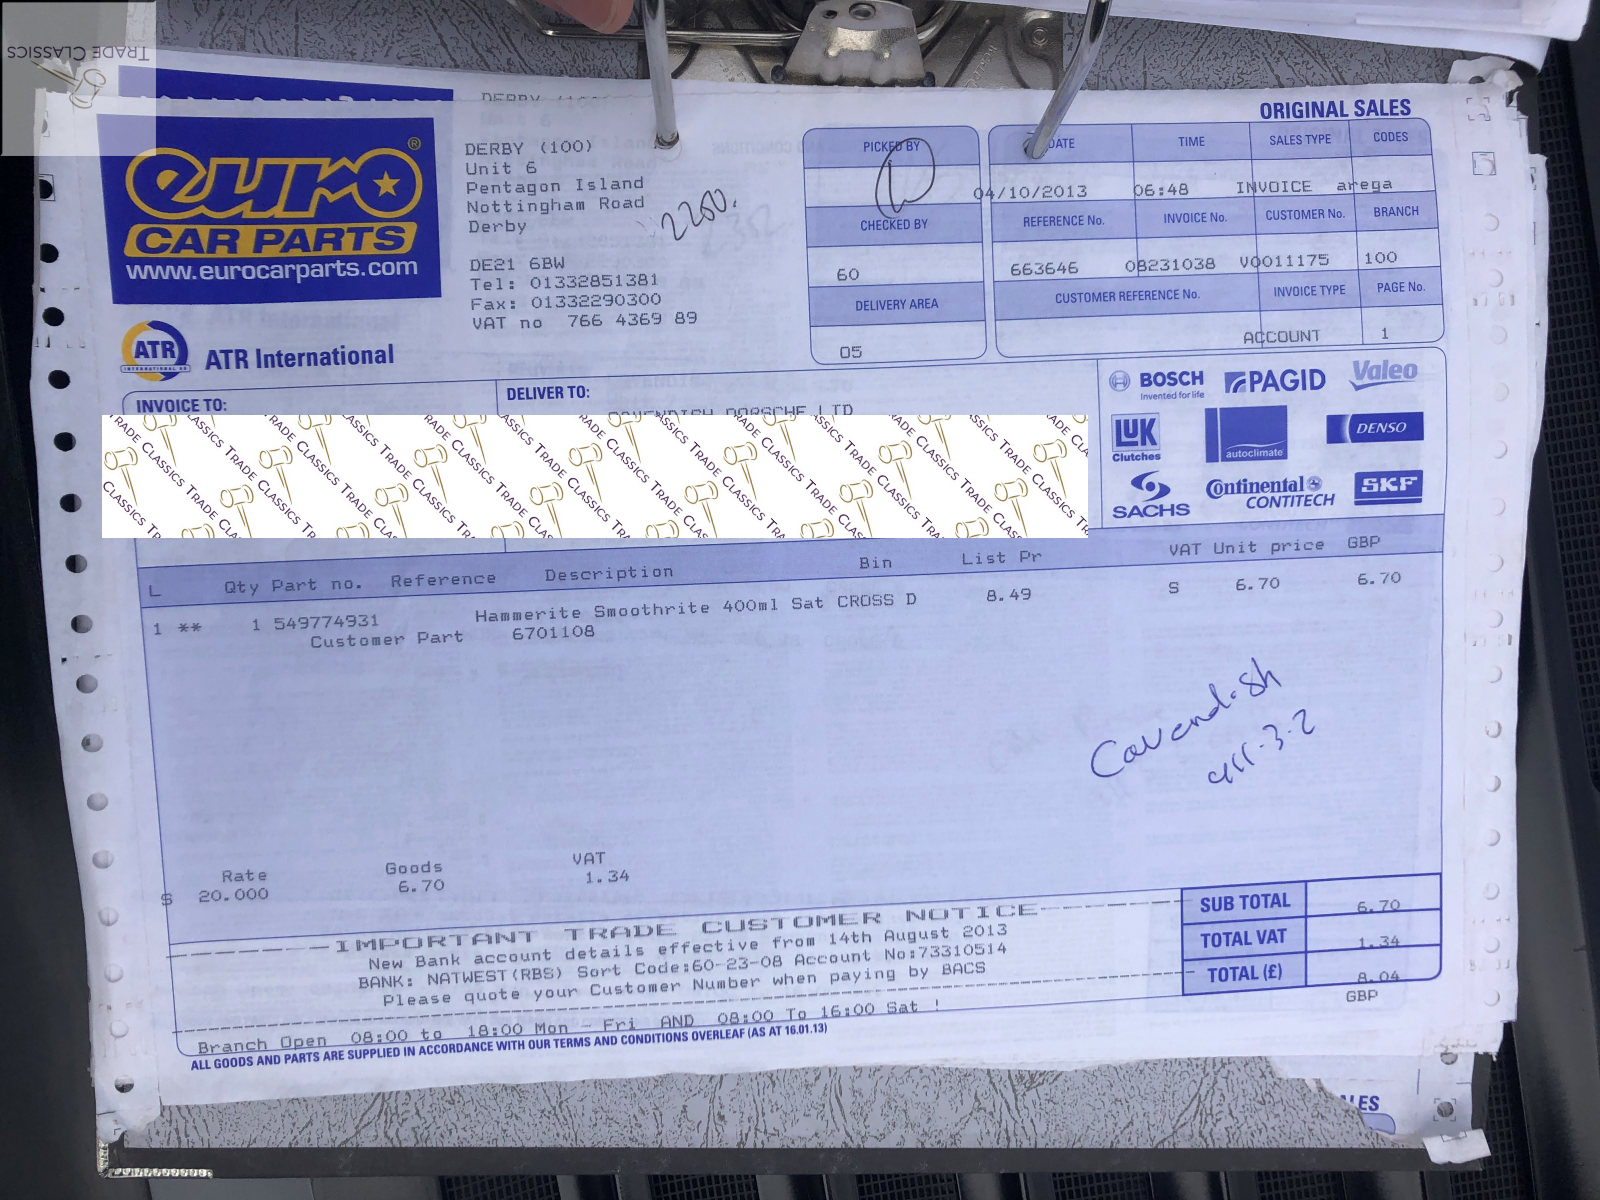 TRADE CLASSICS
ORIGINAL SALES
euro®
CAR PARTS
www.eurocarparts.com
ATR
INTERNATIONAL
ATR International
DERBY (100)
Unit 6
Pentagon Island
Nottingham Road
Derby
DE21 6BW
Tel: 01332851381
Fax: 01332290300
VAT no 766 4369 89
2200.
PICKED BY
CHECKED BY
60
DELIVERY AREA
05
DATE TIME SALES TYPE CODES
04/10/2013 06:48 INVOICE arega
REFERENCE No. INVOICE No. CUSTOMER No. BRANCH
663646 08231038 V0011175 100
CUSTOMER REFERENCE No. INVOICE TYPE PAGE No.
ACCOUNT 1
INVOICE TO:
DELIVER TO:
CAVENDISH PORSCHE LTD
BOSCH
Invented for life
PAGID
Valeo
LUK
Clutches
autoclimate
DENSO
SACHS
Continental
CONTITECH
SKF
L Qty Part no. Reference Description Bin List Pr VAT Unit price GBP
1 ** 1 549774931 Hammerite Smoothrite 400ml Sat CROSS D 8.49 S 6.70 6.70
Customer Part 6701108
Cavendish
911-3-2
Rate Goods VAT
S 20.000 6.70 1.34
IMPORTANT TRADE CUSTOMER NOTICE
New Bank account details effective from 14th August 2013
BANK: NATWEST(RBS) Sort Code:60-23-08 Account No:73310514
Please quote your Customer Number when paying by BACS
SUB TOTAL 6.70
TOTAL VAT 1.34
TOTAL (£) 8.04
GBP
Branch Open 08:00 to 18:00 Mon - Fri AND 08:00 To 16:00 Sat !
ALL GOODS AND PARTS ARE SUPPLIED IN ACCORDANCE WITH OUR TERMS AND CONDITIONS OVERLEAF (AS AT 16.01.13)